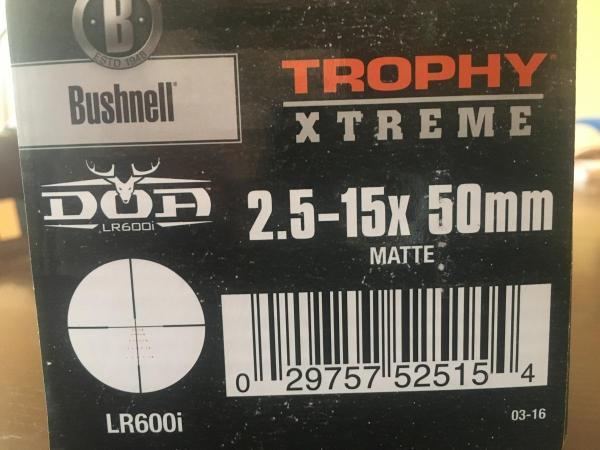 B
ESTD 1948
Bushnell®
TROPHY®
XTREME
DOA
LR600i
2.5-15x 50mm
MATTE
LR600i
0 29757 52515 4
03-16